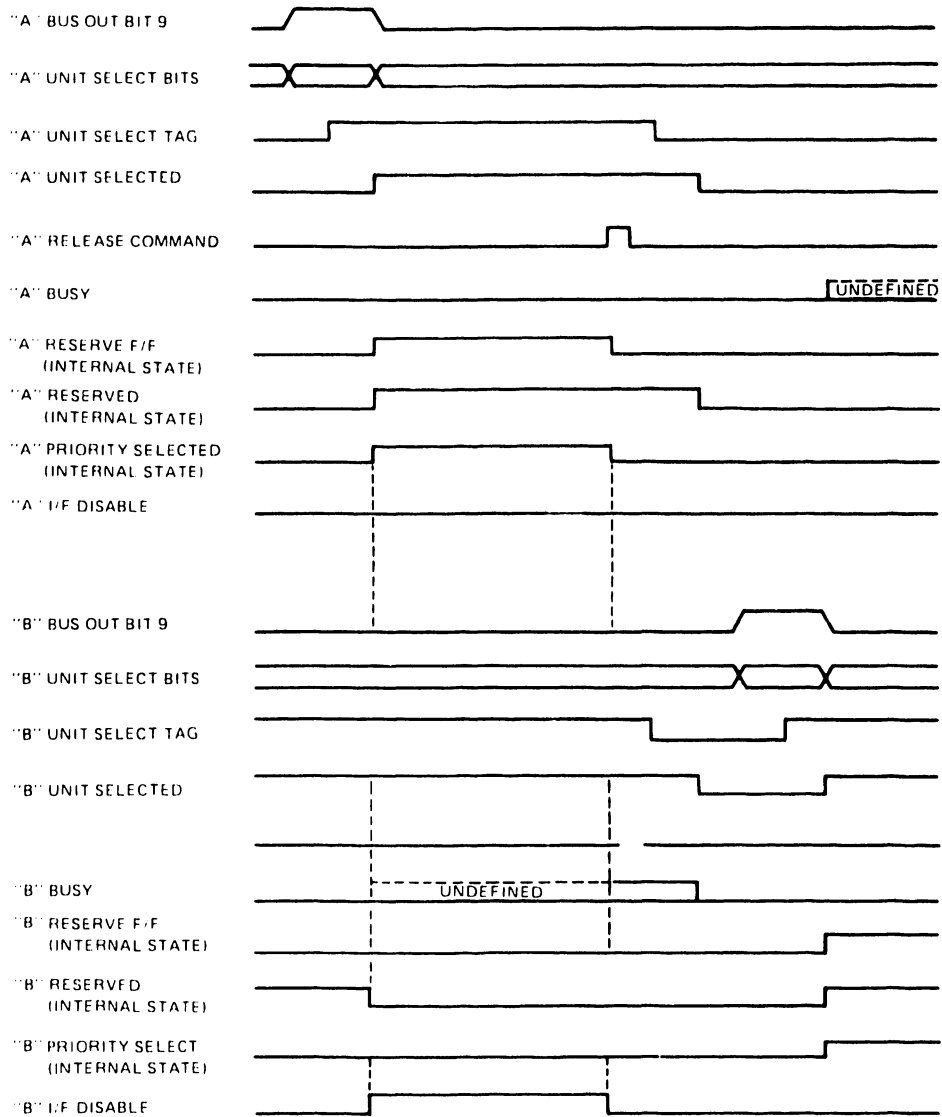 "A" BUS OUT BIT 9
"A" UNIT SELECT BITS
"A" UNIT SELECT TAG
"A" UNIT SELECTED
"A" RELEASE COMMAND
"A" BUSY
UNDEFINED
"A" RESERVE F/F
(INTERNAL STATE)
"A" RESERVED
(INTERNAL STATE)
"A" PRIORITY SELECTED
(INTERNAL STATE)
"A" I/F DISABLE
"B" BUS OUT BIT 9
"B" UNIT SELECT BITS
"B" UNIT SELECT TAG
"B" UNIT SELECTED
"B" BUSY
UNDEFINED
"B" RESERVE F/F
(INTERNAL STATE)
"B" RESERVED
(INTERNAL STATE)
"B" PRIORITY SELECT
(INTERNAL STATE)
"B" I/F DISABLE